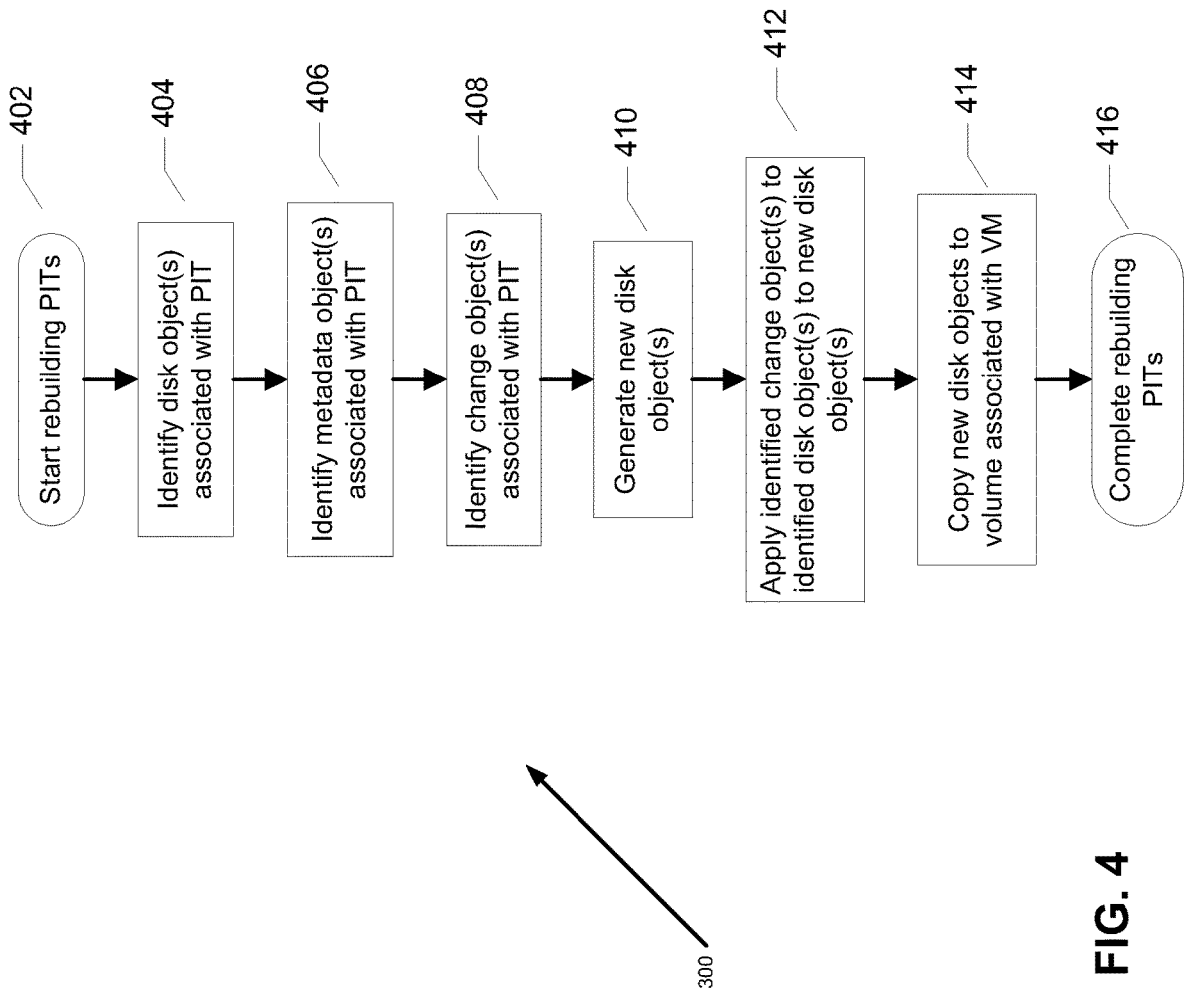 402
Start rebuilding PITs
404
Identify disk object(s)
associated with PIT
406
Identify metadata object(s)
associated with PIT
408
Identify change object(s)
associated with PIT
410
Generate new disk
object(s)
412
Apply identified change object(s) to
identified disk object(s) to new disk
object(s)
414
Copy new disk objects to
volume associated with VM
416
Complete rebuilding
PITs
300
FIG. 4